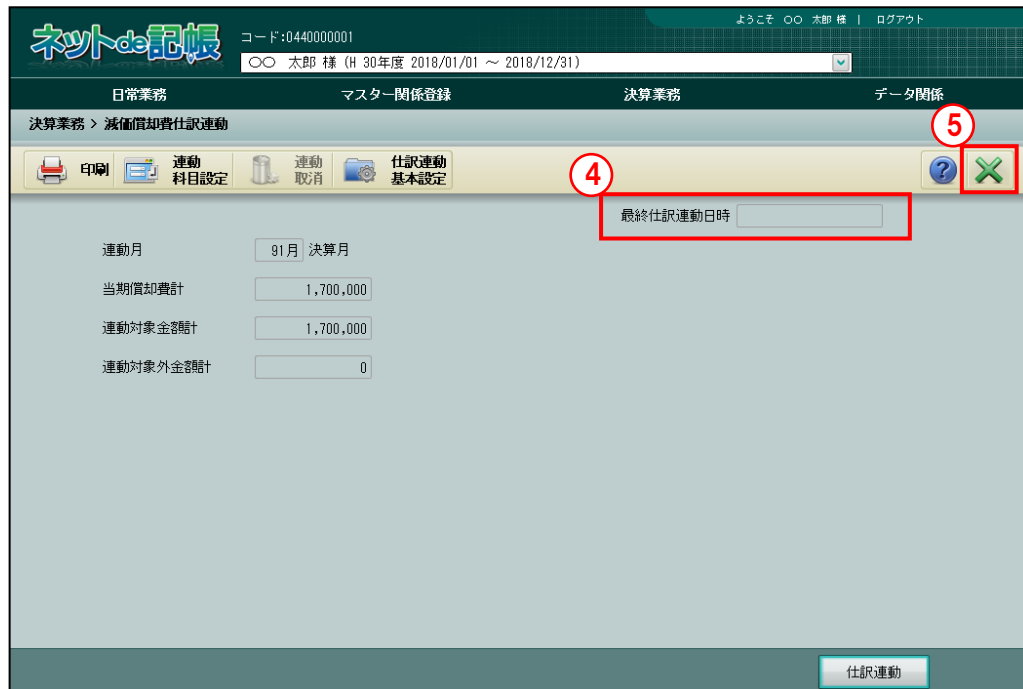 ようこそ ○○ 太郎 様 | ログアウト
ネットde記帳
コード:0440000001
○○ 太郎 様 (H 30年度 2018/01/01 ~ 2018/12/31)
日常業務 マスター関係登録 決算業務 データ関係
決算業務 > 減価償却費仕訳連動
⑤
印刷 連動科目設定 連動取消 仕訳連動基本設定
④
最終仕訳連動日時
連動月 91月 決算月
当期償却費計 1,700,000
連動対象金額計 1,700,000
連動対象外金額計 0
仕訳連動